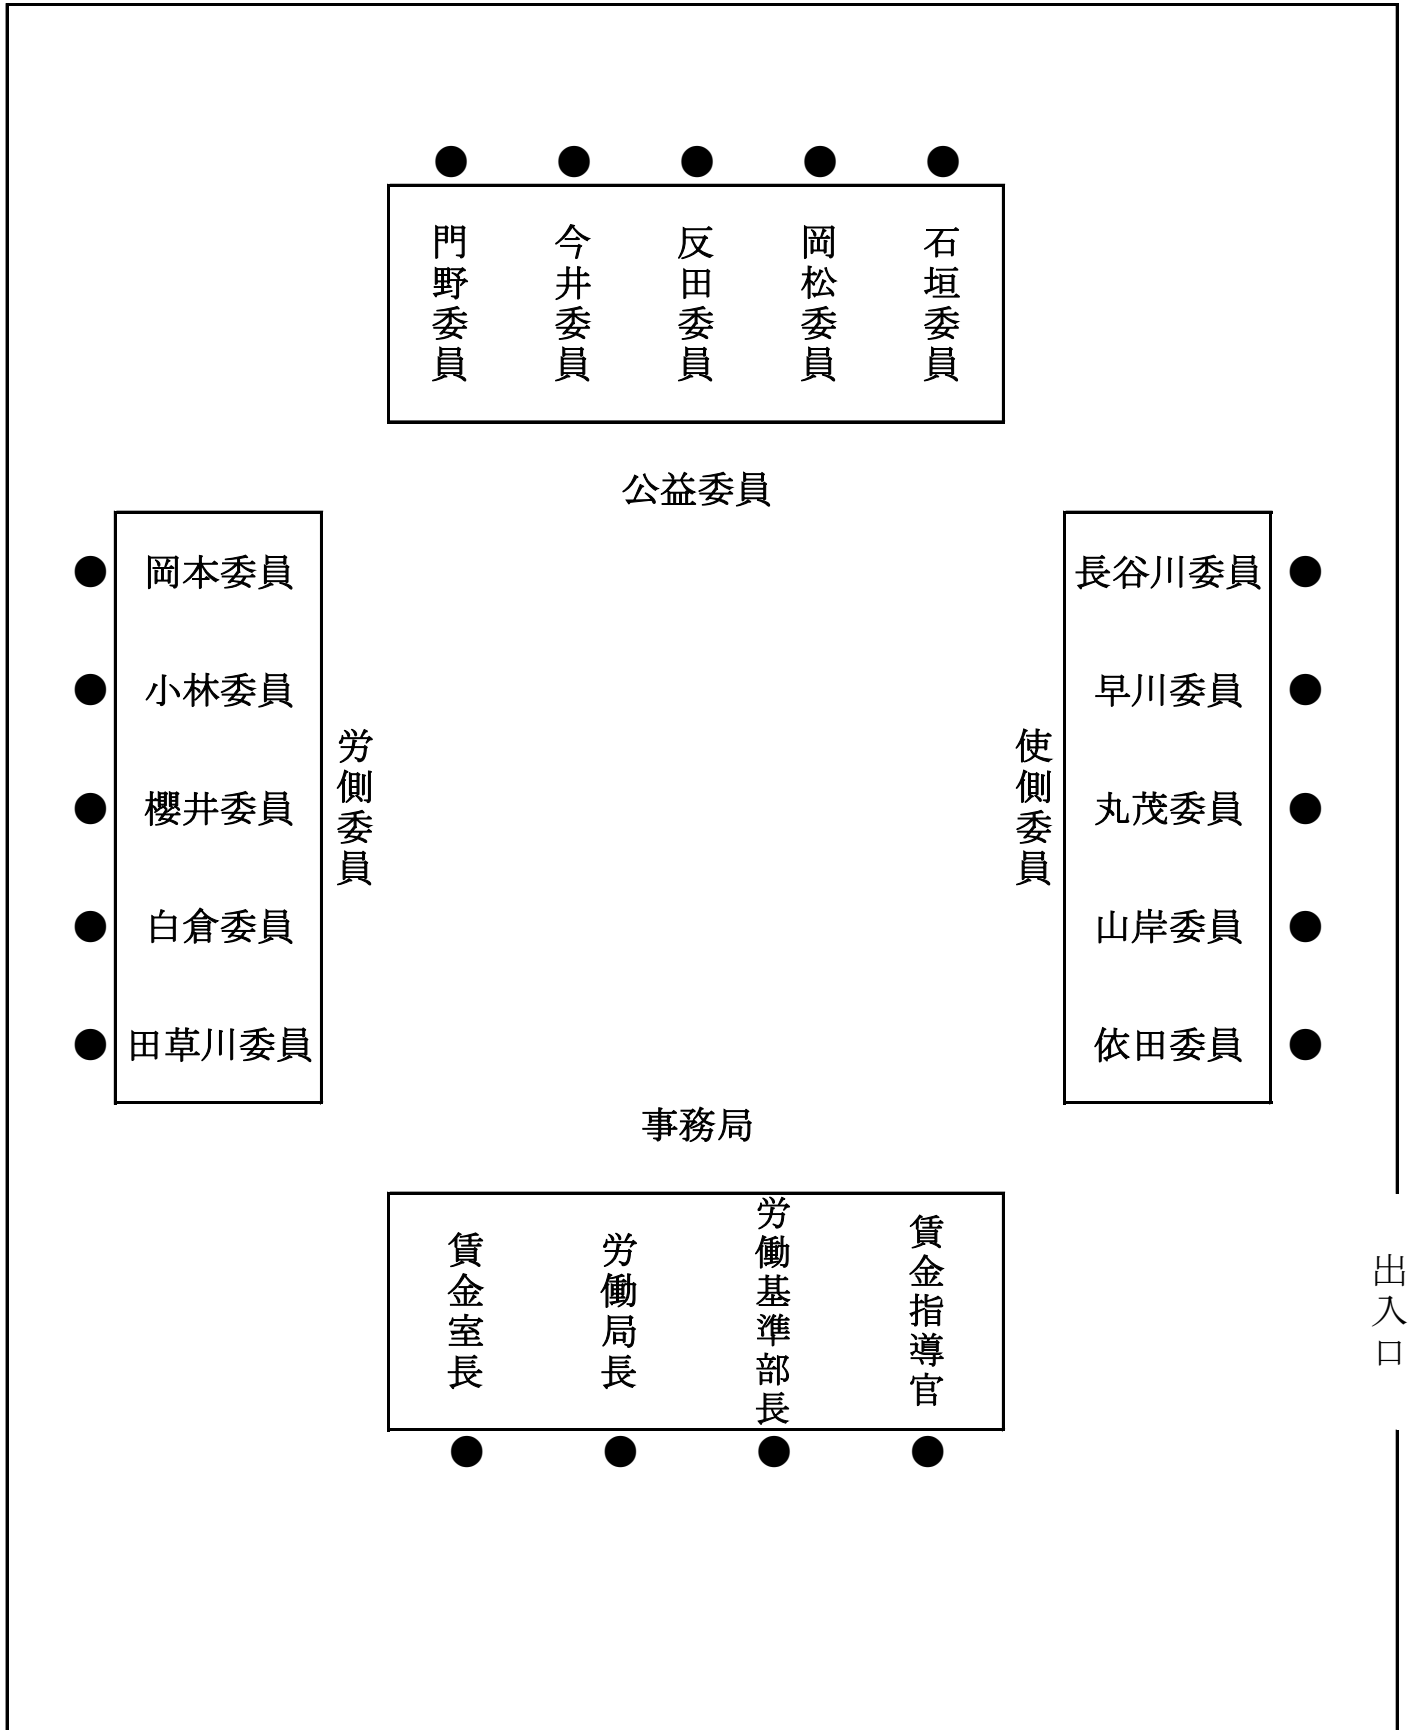 門野委員
今井委員
反田委員
岡松委員
石垣委員
公益委員
岡本委員
小林委員
櫻井委員
白倉委員
田草川委員
労側委員
使側委員
長谷川委員
早川委員
丸茂委員
山岸委員
依田委員
事務局
賃金室長
労働局長
労働基準部長
賃金指導官
出入口